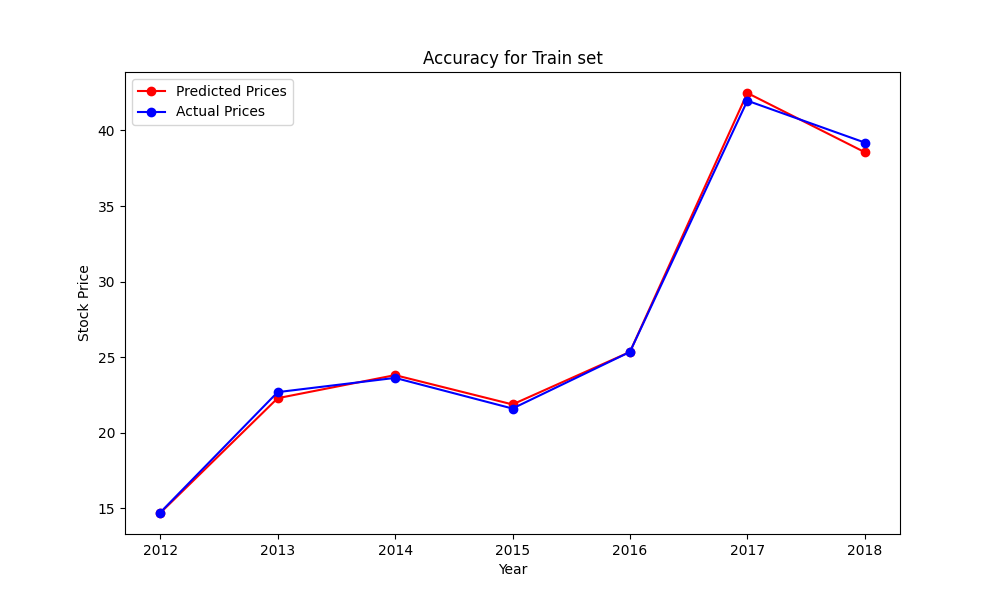 Accuracy for Train set
Predicted Prices
Actual Prices
Stock Price
40
35
30
25
20
15
2012 2013 2014 2015 2016 2017 2018
Year